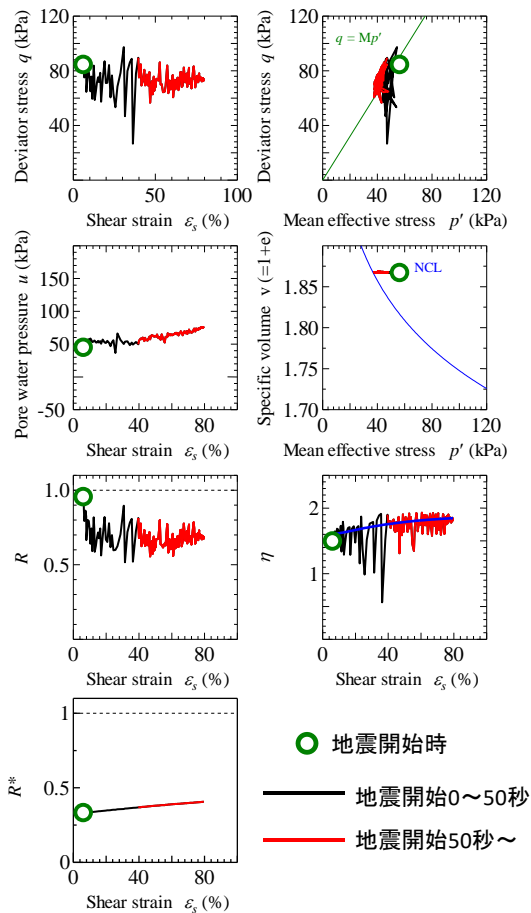 Deviator stress q (kPa)
120
80
40
0 50 100
Shear strain εs (%)
Deviator stress q (kPa)
q = Mp′
120
80
40
0 40 80 120
Mean effective stress p′ (kPa)
Pore water pressure u (kPa)
150
100
50
-50
0 40 80
Shear strain εs (%)
Specific volume v (=1+e)
NCL
1.85
1.80
1.75
1.70
0 40 80 120
Mean effective stress p′ (kPa)
R
1.0
0.5
0
0 40 80
Shear strain εs (%)
η
2
1
0 20 40 60 80
Shear strain εs (%)
R*
1
0.5
0
0 40 80
Shear strain εs (%)
地震開始時
地震開始0～50秒
地震開始50秒～